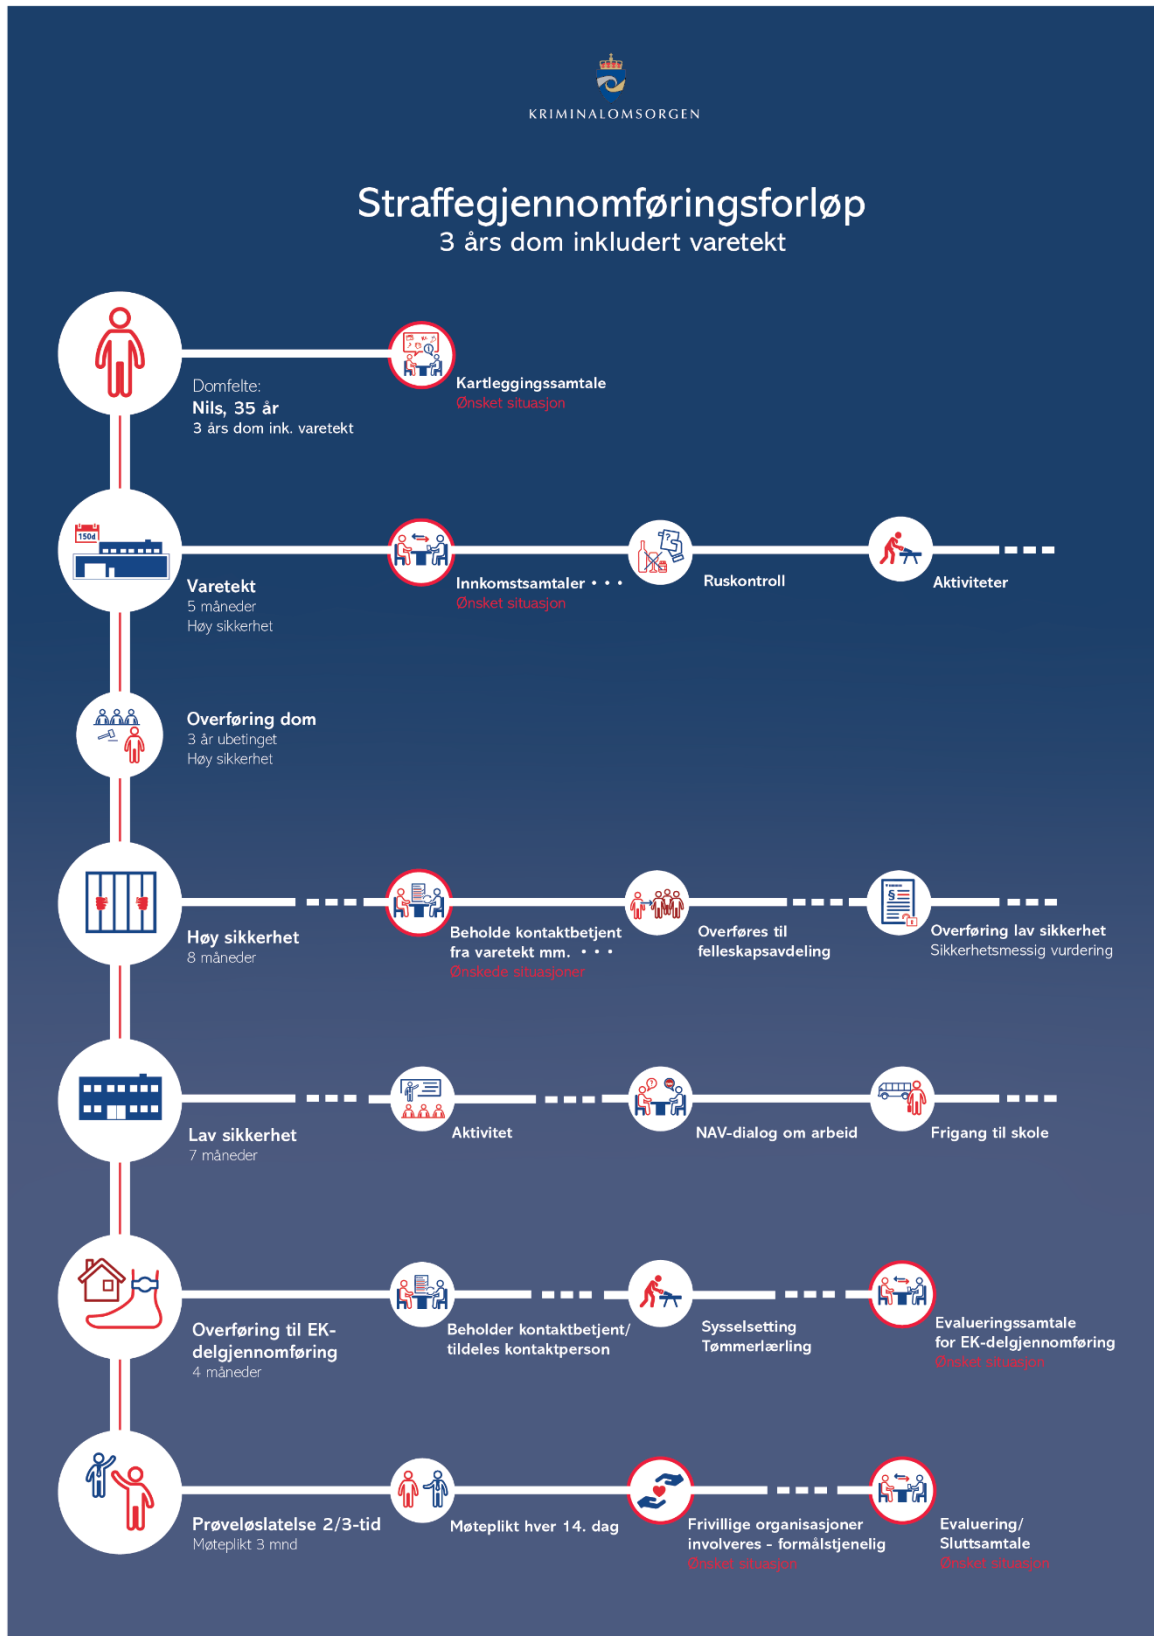 KRIMINALOMSORGEN
Straffegjennomføringsforløp
3 års dom inkludert varetekt
Domfelte:
Nils, 35 år
3 års dom ink. varetekt
Kartleggingssamtale
Ønsket situasjon
150d
Varetekt
5 måneder
Høy sikkerhet
Innkomstsamtaler • • •
Ønsket situasjon
Ruskontroll
Aktiviteter
Overføring dom
3 år ubetinget
Høy sikkerhet
Høy sikkerhet
8 måneder
Beholde kontaktbetjent
fra varetekt mm. • • •
Ønskede situasjoner
Overføres til
felleskapsavdeling
§
Overføring lav sikkerhet
Sikkerhetsmessig vurdering
Lav sikkerhet
7 måneder
Aktivitet
NAV-dialog om arbeid
Frigang til skole
Overføring til EK-
delgjennomføring
4 måneder
Beholder kontaktbetjent/
tildeles kontaktperson
Sysselsetting
Tømmerlærling
Evalueringssamtale
for EK-delgjennomføring
Ønsket situasjon
Prøveløslatelse 2/3-tid
Møteplikt 3 mnd
Møteplikt hver 14. dag
Frivillige organisasjoner
involveres - formålstjenelig
Ønsket situasjon
Evaluering/
Sluttsamtale
Ønsket situasjon